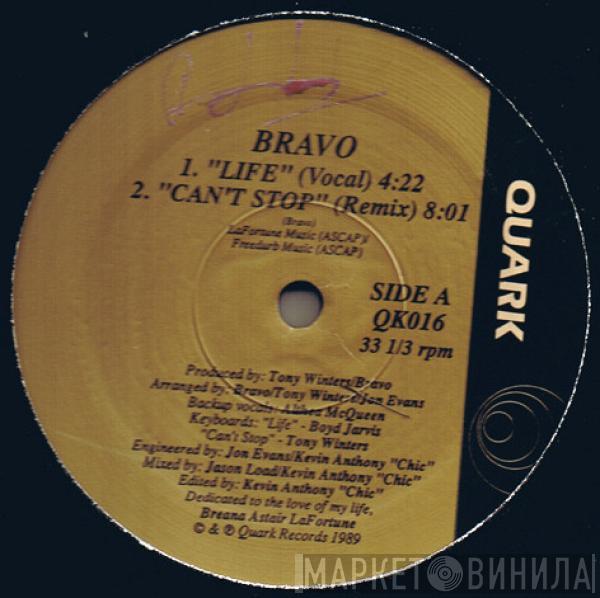 BRAVO
1. "LIFE" (Vocal) 4:22
2. "CAN'T STOP" (Remix) 8:01
(Bravo)
LaFortune Music (ASCAP)/
Freedurb Music (ASCAP)
QUARK
SIDE A
QK016
33 1/3 rpm
Produced by: Tony Winters/Bravo
Arranged by: Bravo/Tony Winters/Jon Evans
Backup vocals: Althea McQueen
Keyboards: "Life" - Boyd Jarvis
"Can't Stop" - Tony Winters
Engineered by: Jon Evans/Kevin Anthony "Chic"
Mixed by: Jason Load/Kevin Anthony "Chic"
Edited by: Kevin Anthony "Chic"
Dedicated to the love of my life,
Breana Astair LaFortune
© & ℗ Quark Records 1989
МАРКЕТ ВИНИЛА